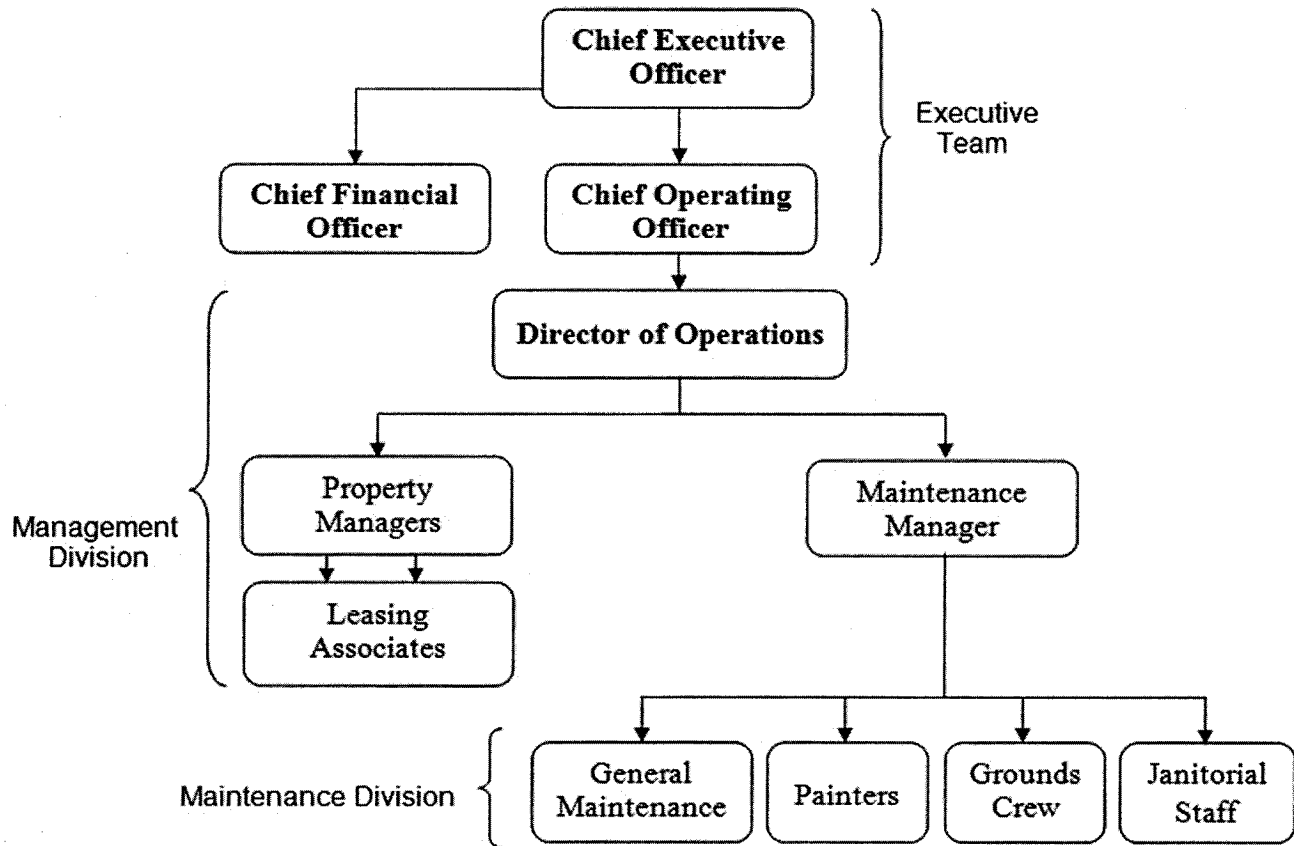 Chief Executive
Officer
Executive
Team
Chief Financial
Officer
Chief Operating
Officer
Director of Operations
Management
Division
Property
Managers
Maintenance
Manager
Leasing
Associates
Maintenance Division
General
Maintenance
Painters
Grounds
Crew
Janitorial
Staff